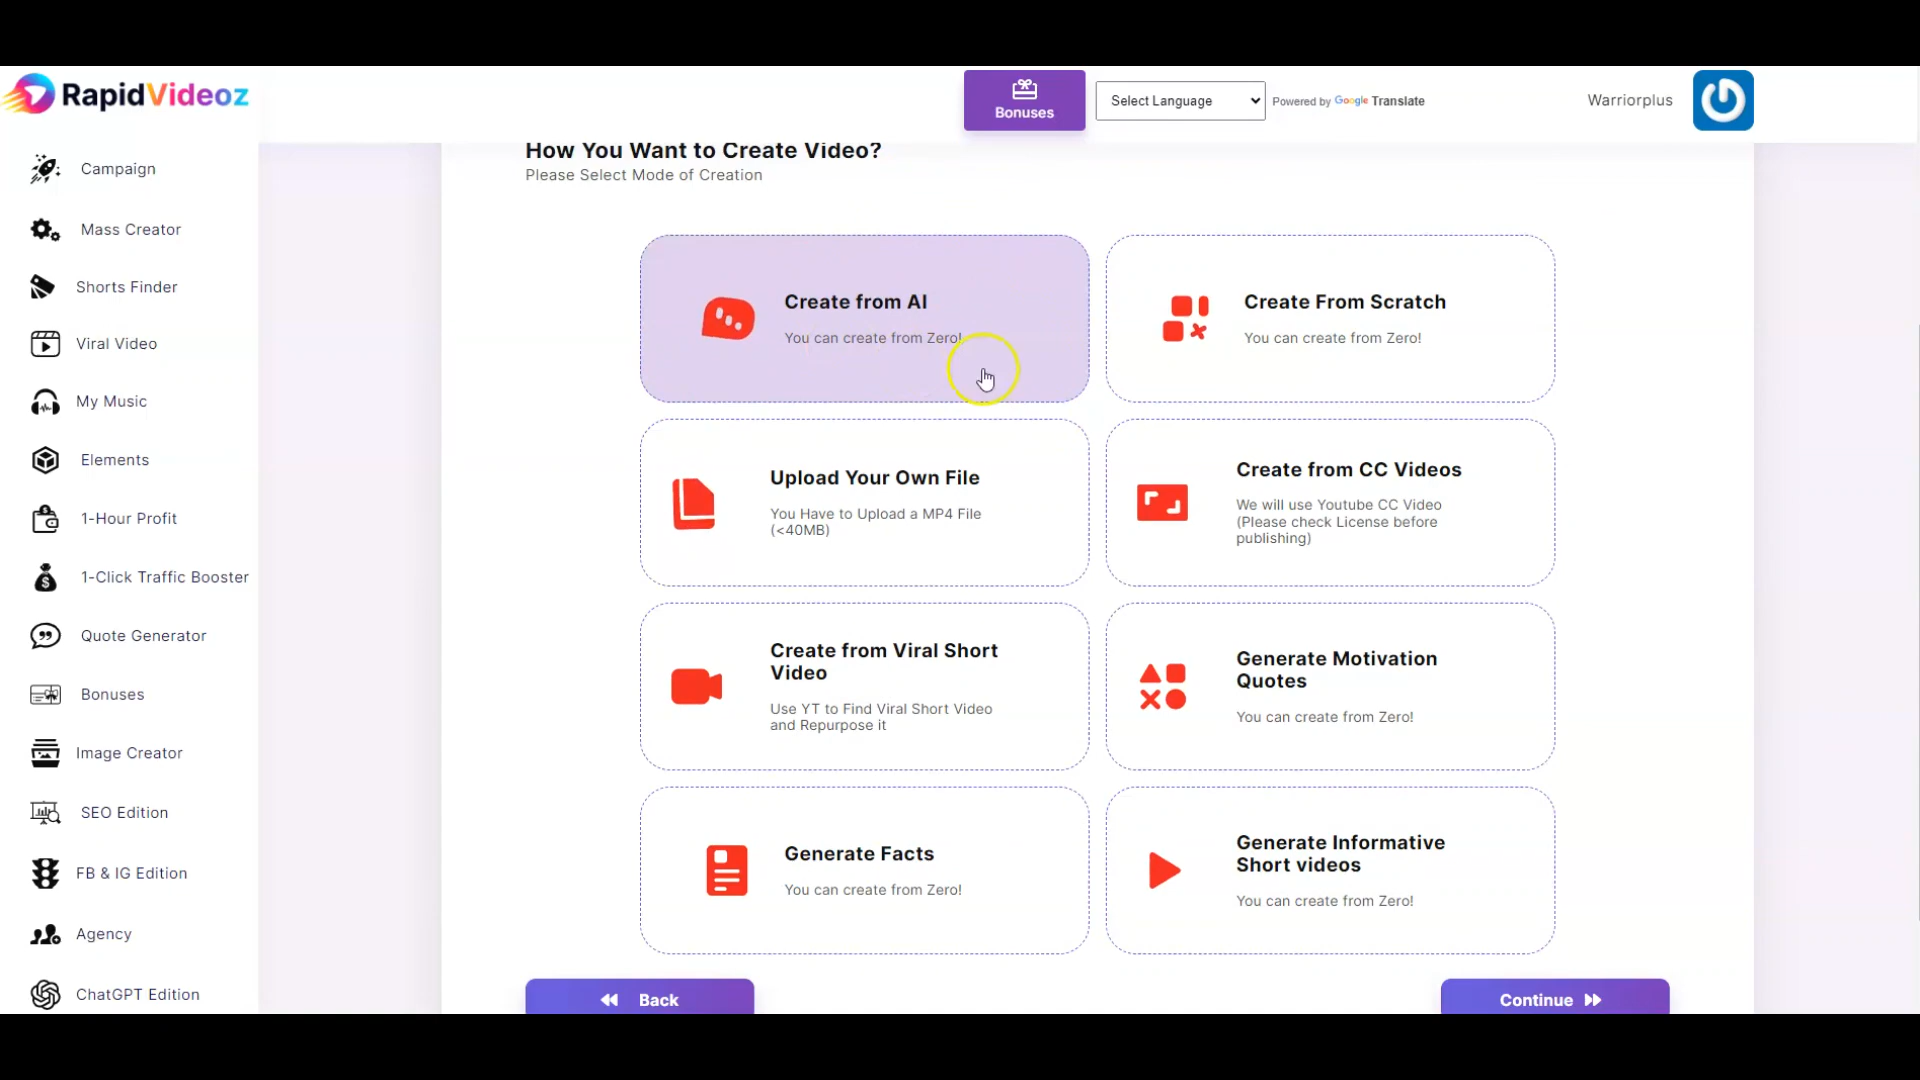 RapidVideoz
Bonuses
Select Language
Powered by Google Translate
Warriorplus
Campaign
Mass Creator
Shorts Finder
Viral Video
My Music
Elements
1-Hour Profit
1-Click Traffic Booster
Quote Generator
Bonuses
Image Creator
SEO Edition
FB & IG Edition
Agency
ChatGPT Edition
How You Want to Create Video?
Please Select Mode of Creation
Create from AI
You can create from Zero!
Create From Scratch
You can create from Zero!
Upload Your Own File
You Have to Upload a MP4 File
(<40MB)
Create from CC Videos
We will use Youtube CC Video
(Please check License before
publishing)
Create from Viral Short
Video
Use YT to Find Viral Short Video
and Repurpose it
Generate Motivation
Quotes
You can create from Zero!
Generate Facts
You can create from Zero!
Generate Informative
Short videos
You can create from Zero!
Back
Continue